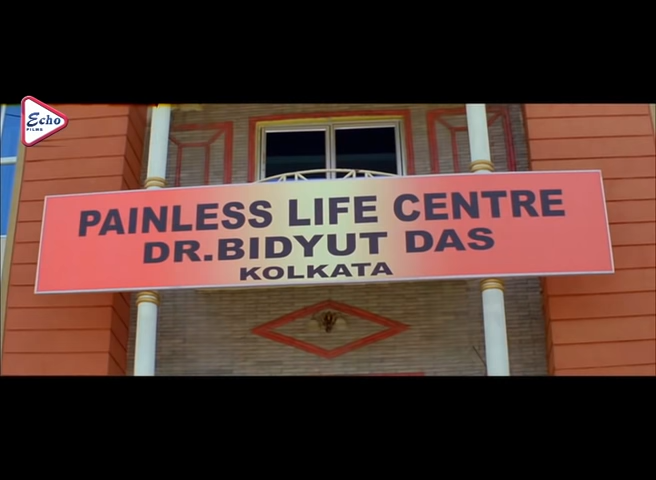 Echo
FILMS
PAINLESS LIFE CENTRE
DR.BIDYUT DAS
KOLKATA